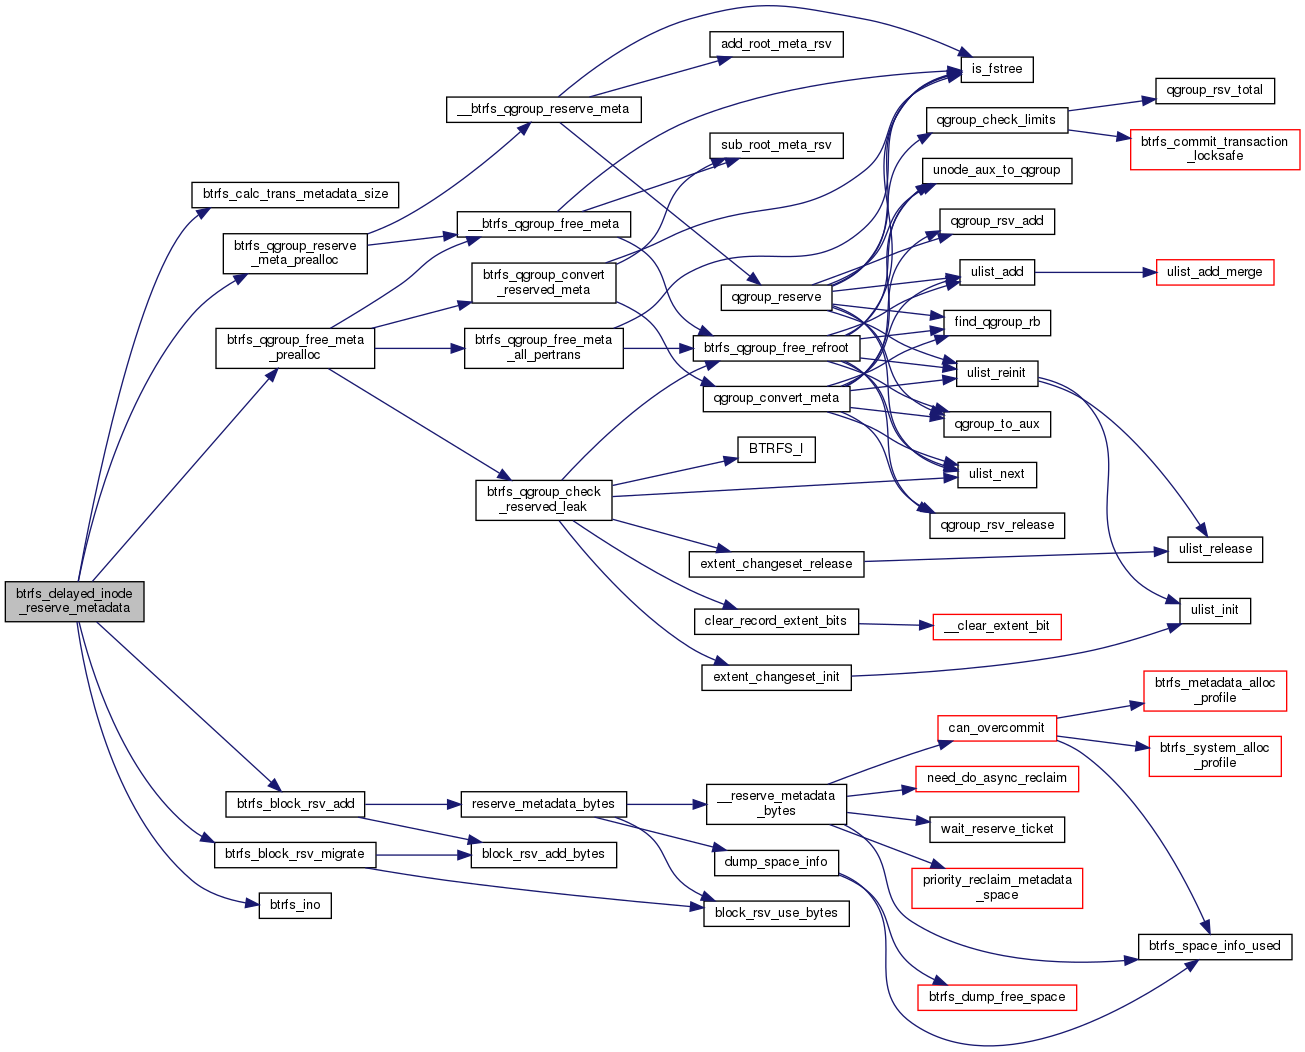 btrfs_delayed_inode
_reserve_metadata
btrfs_calc_trans_metadata_size
btrfs_qgroup_reserve
_meta_prealloc
btrfs_qgroup_free_meta
_prealloc
btrfs_block_rsv_add
btrfs_block_rsv_migrate
btrfs_ino
__btrfs_qgroup_reserve_meta
__btrfs_qgroup_free_meta
btrfs_qgroup_convert
_reserved_meta
btrfs_qgroup_free_meta
_all_pertrans
btrfs_qgroup_check
_reserved_leak
reserve_metadata_bytes
block_rsv_add_bytes
add_root_meta_rsv
sub_root_meta_rsv
qgroup_reserve
btrfs_qgroup_free_refroot
qgroup_convert_meta
BTRFS_I
extent_changeset_release
clear_record_extent_bits
extent_changeset_init
__reserve_metadata
_bytes
dump_space_info
block_rsv_use_bytes
is_fstree
qgroup_check_limits
unode_aux_to_qgroup
qgroup_rsv_add
ulist_add
find_qgroup_rb
ulist_reinit
qgroup_to_aux
ulist_next
qgroup_rsv_release
__clear_extent_bit
can_overcommit
need_do_async_reclaim
wait_reserve_ticket
priority_reclaim_metadata
_space
btrfs_dump_free_space
qgroup_rsv_total
btrfs_commit_transaction
_locksafe
ulist_add_merge
ulist_release
ulist_init
btrfs_metadata_alloc
_profile
btrfs_system_alloc
_profile
btrfs_space_info_used